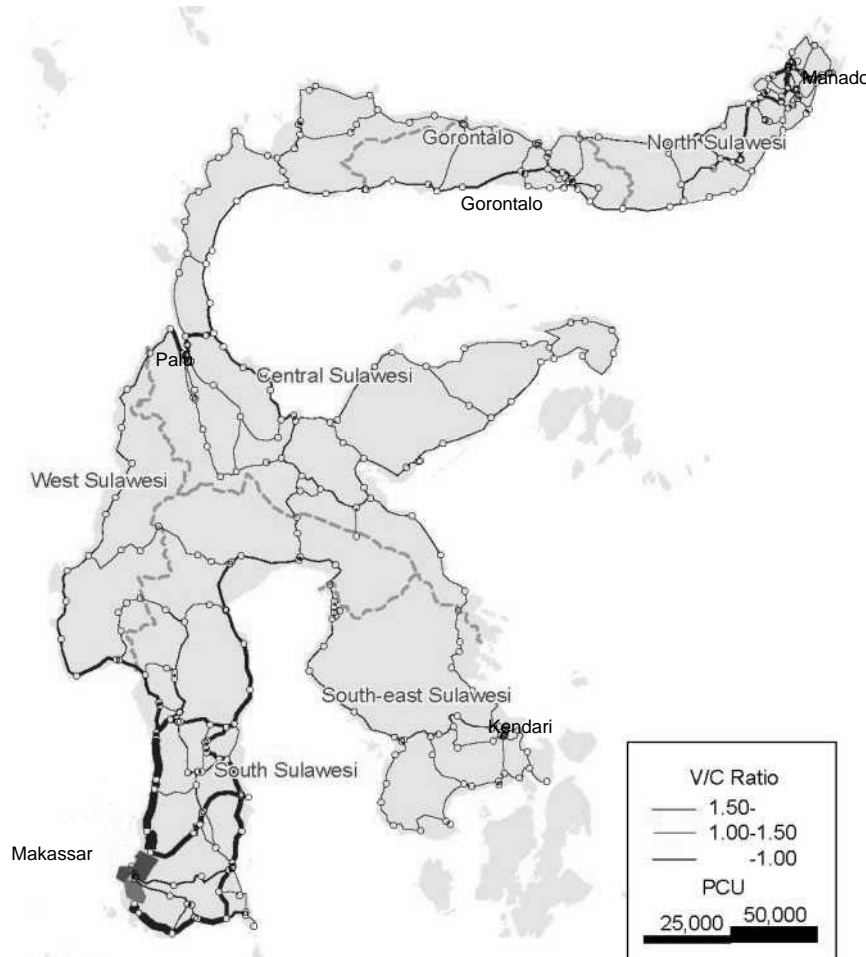 Manado
Gorontalo
North Sulawesi
Gorontalo
Palu
Central Sulawesi
West Sulawesi
South-east Sulawesi
Kendari
South Sulawesi
Makassar
V/C Ratio
1.50-
1.00-1.50
-1.00
PCU
25,000 50,000